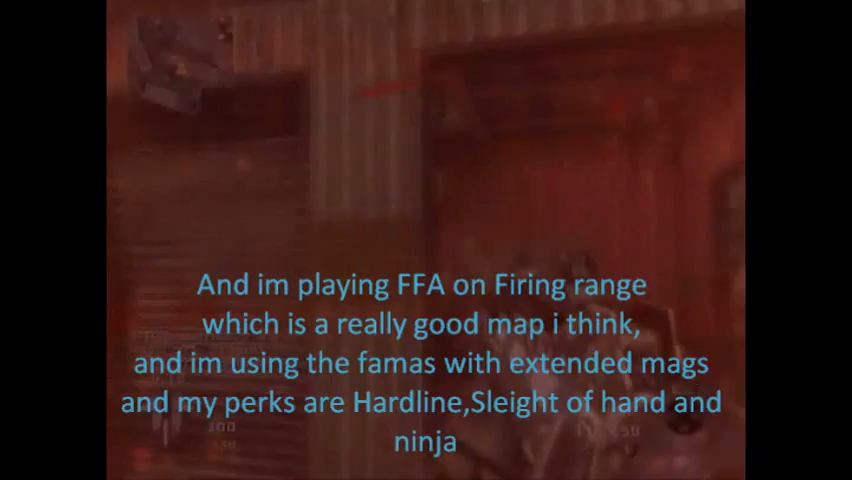 And im playing FFA on Firing range
which is a really good map i think,
and im using the famas with extended mags
and my perks are Hardline,Sleight of hand and
ninja